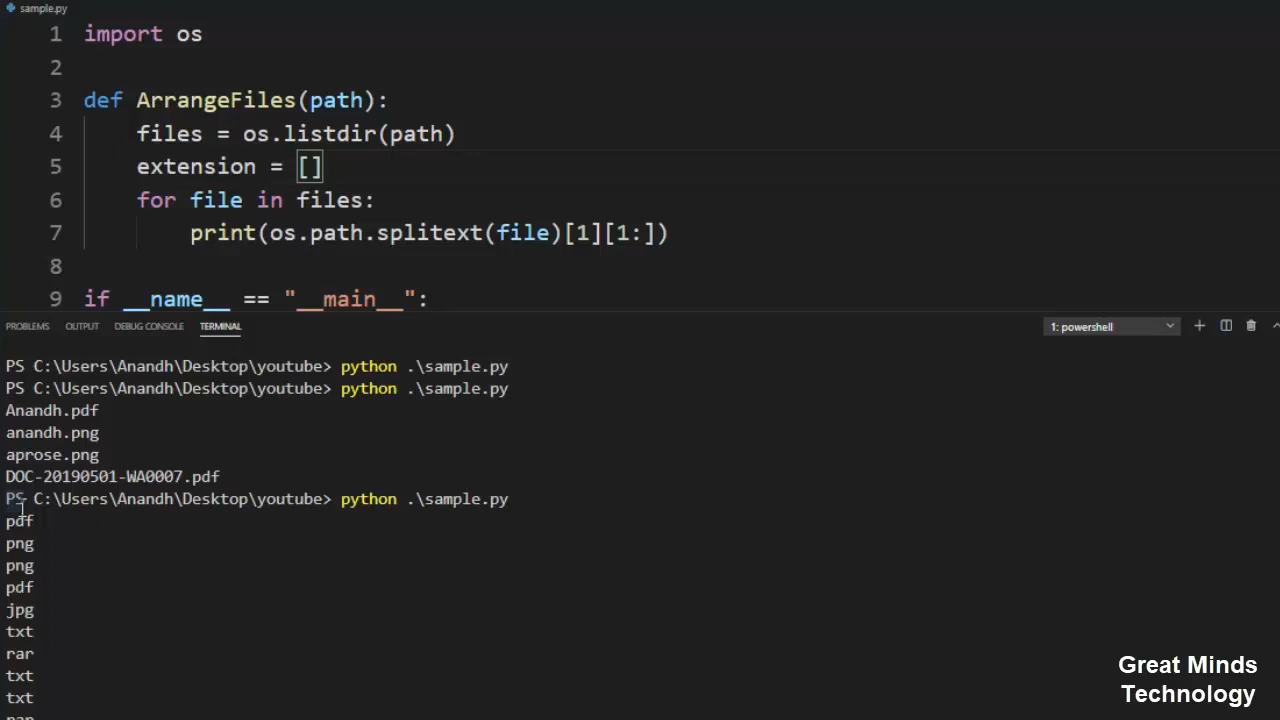 sample.py
1 import os
2
3 def ArrangeFiles(path):
4 files = os.listdir(path)
5 extension = []
6 for file in files:
7 print(os.path.splitext(file)[1][1:])
8
9 if __name__ == "__main__":
PROBLEMS OUTPUT DEBUG CONSOLE TERMINAL 1: powershell
PS C:\Users\Anandh\Desktop\youtube> python .\sample.py
PS C:\Users\Anandh\Desktop\youtube> python .\sample.py
Anandh.pdf
anandh.png
aprose.png
DOC-20190501-WA0007.pdf
PS C:\Users\Anandh\Desktop\youtube> python .\sample.py
pdf
png
png
pdf
jpg
txt
rar
txt
txt
Great Minds
Technology